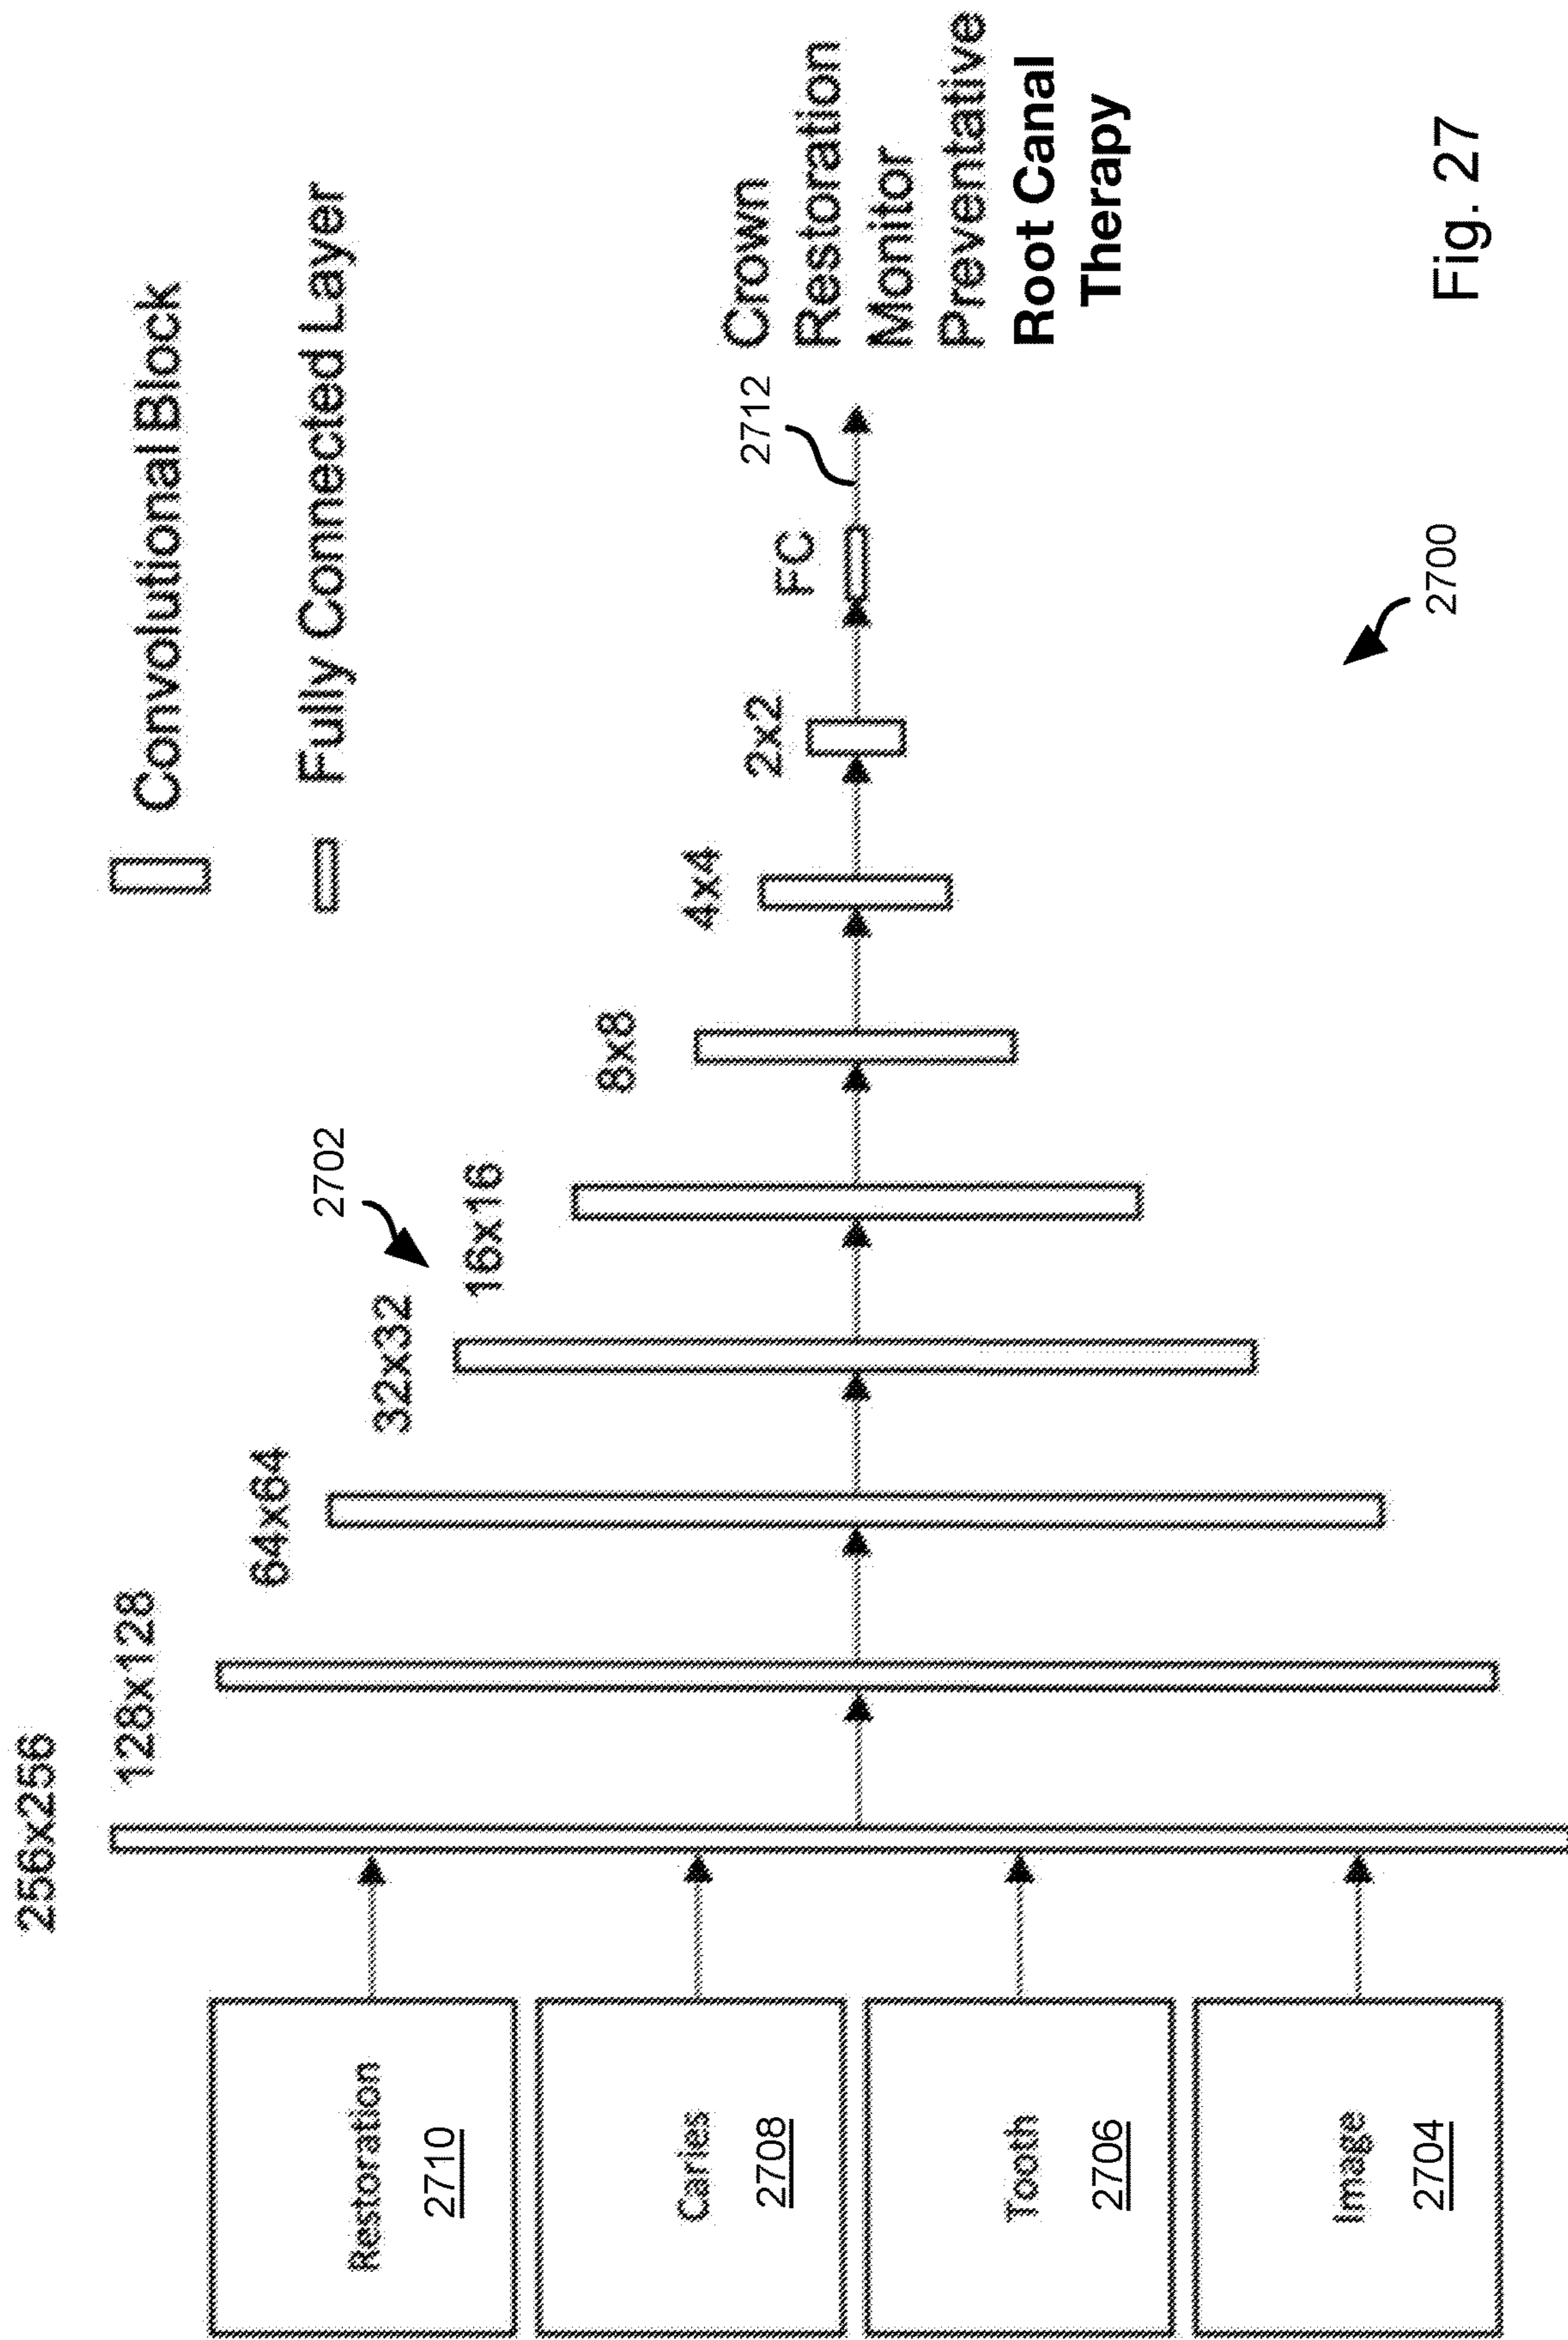 Convolutional Block
Fully Connected Layer
256x256
128x128
64x64
32x32
2702
16x16
8x8
4x4
2x2
FC
2712
Restoration
2710
Caries
2708
Tooth
2706
Image
2704
Crown
Restoration
Monitor
Preventative
Root Canal
Therapy
2700
Fig. 27